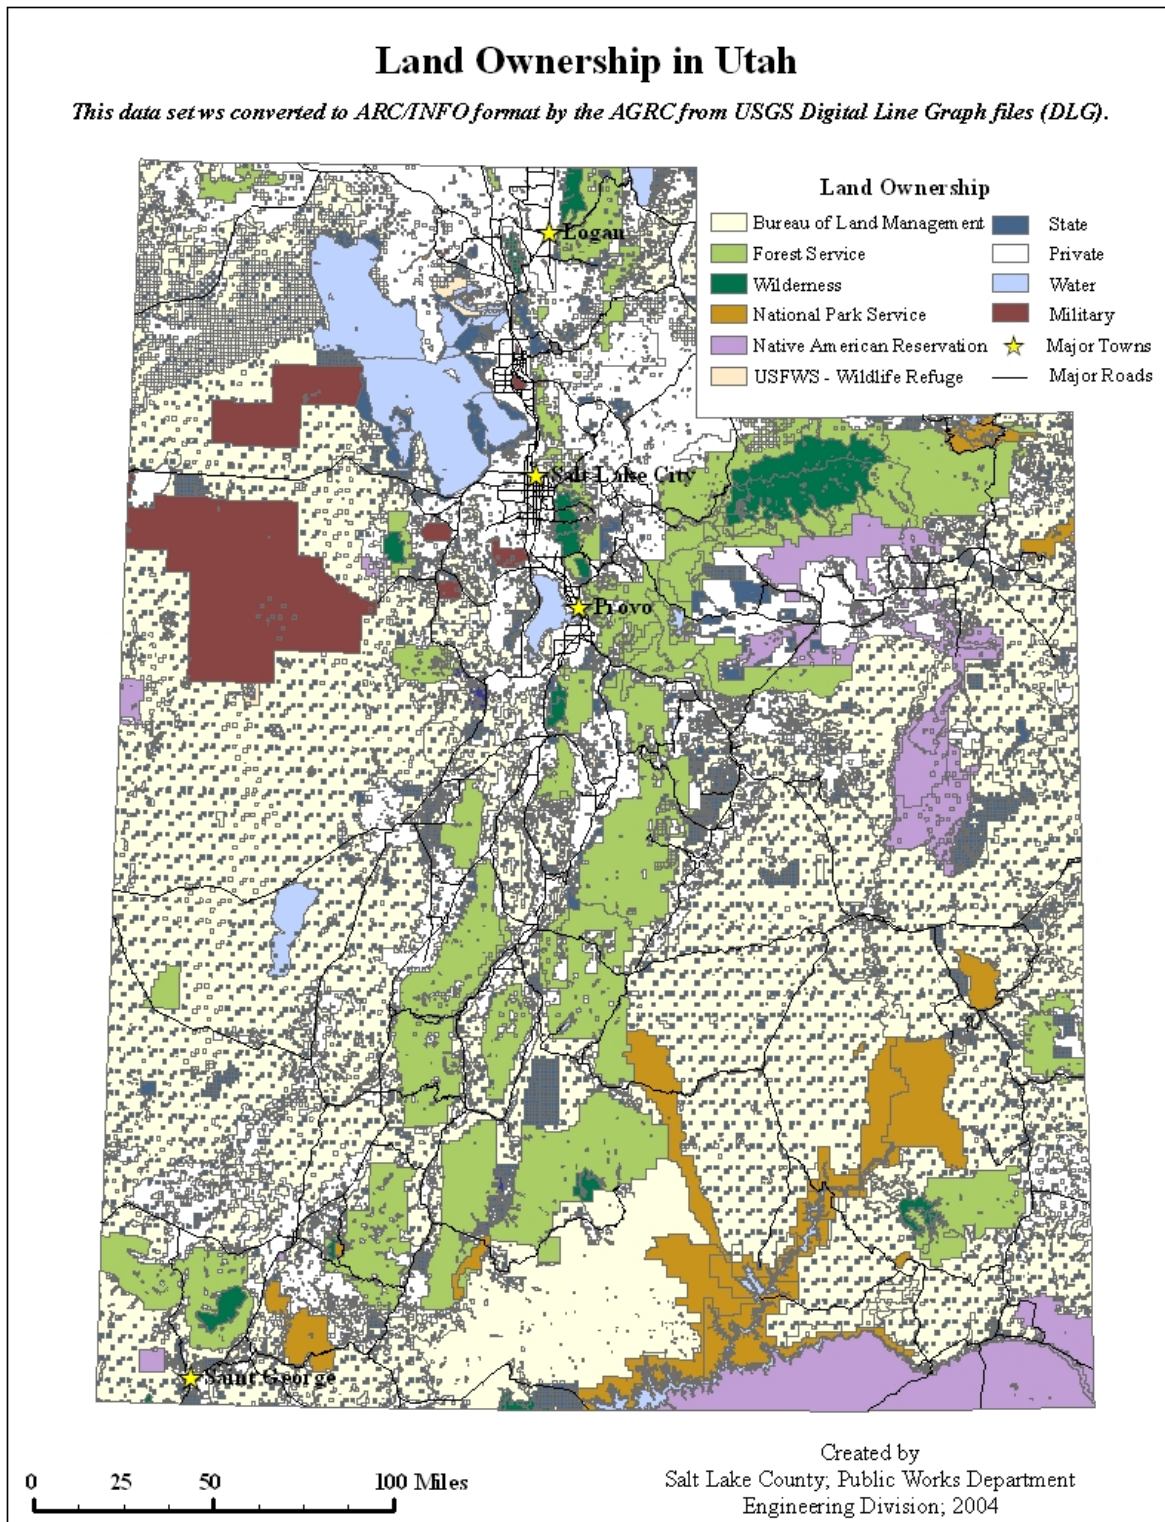 Land Ownership in Utah
This data set ws converted to ARC/INFO format by the AGRC from USGS Digital Line Graph files (DLG).
Land Ownership
Bureau of Land Management
Forest Service
Wilderness
National Park Service
Native American Reservation
USFWS - Wildlife Refuge
State
Private
Water
Military
Major Towns
Major Roads
Logan
Salt Lake City
Provo
Saint George
0 25 50 100 Miles
Created by
Salt Lake County; Public Works Department
Engineering Division; 2004